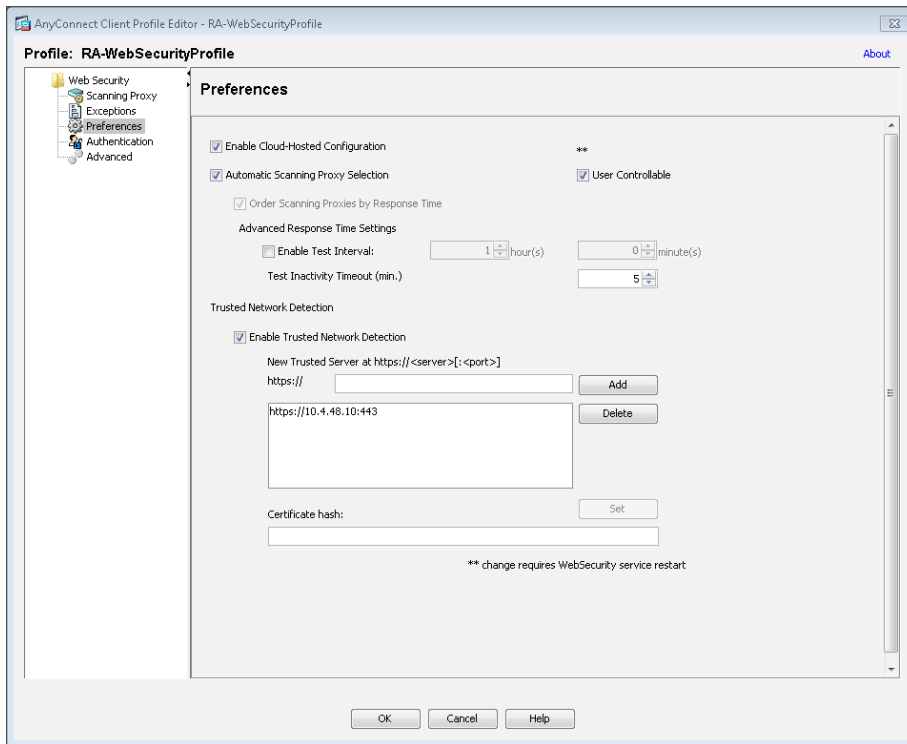 AnyConnect Client Profile Editor - RA-WebSecurityProfile
Profile: RA-WebSecurityProfile
About
Web Security
Scanning Proxy
Exceptions
Preferences
Authentication
Advanced
Preferences
Enable Cloud-Hosted Configuration **
Automatic Scanning Proxy Selection User Controllable
Order Scanning Proxies by Response Time
Advanced Response Time Settings
Enable Test Interval: 1 hour(s) 0 minute(s)
Test Inactivity Timeout (min.) 5
Trusted Network Detection
Enable Trusted Network Detection
New Trusted Server at https://<server>[:<port>]
https:// Add
https://10.4.48.10:443 Delete
Certificate hash: Set
** change requires WebSecurity service restart
OK Cancel Help